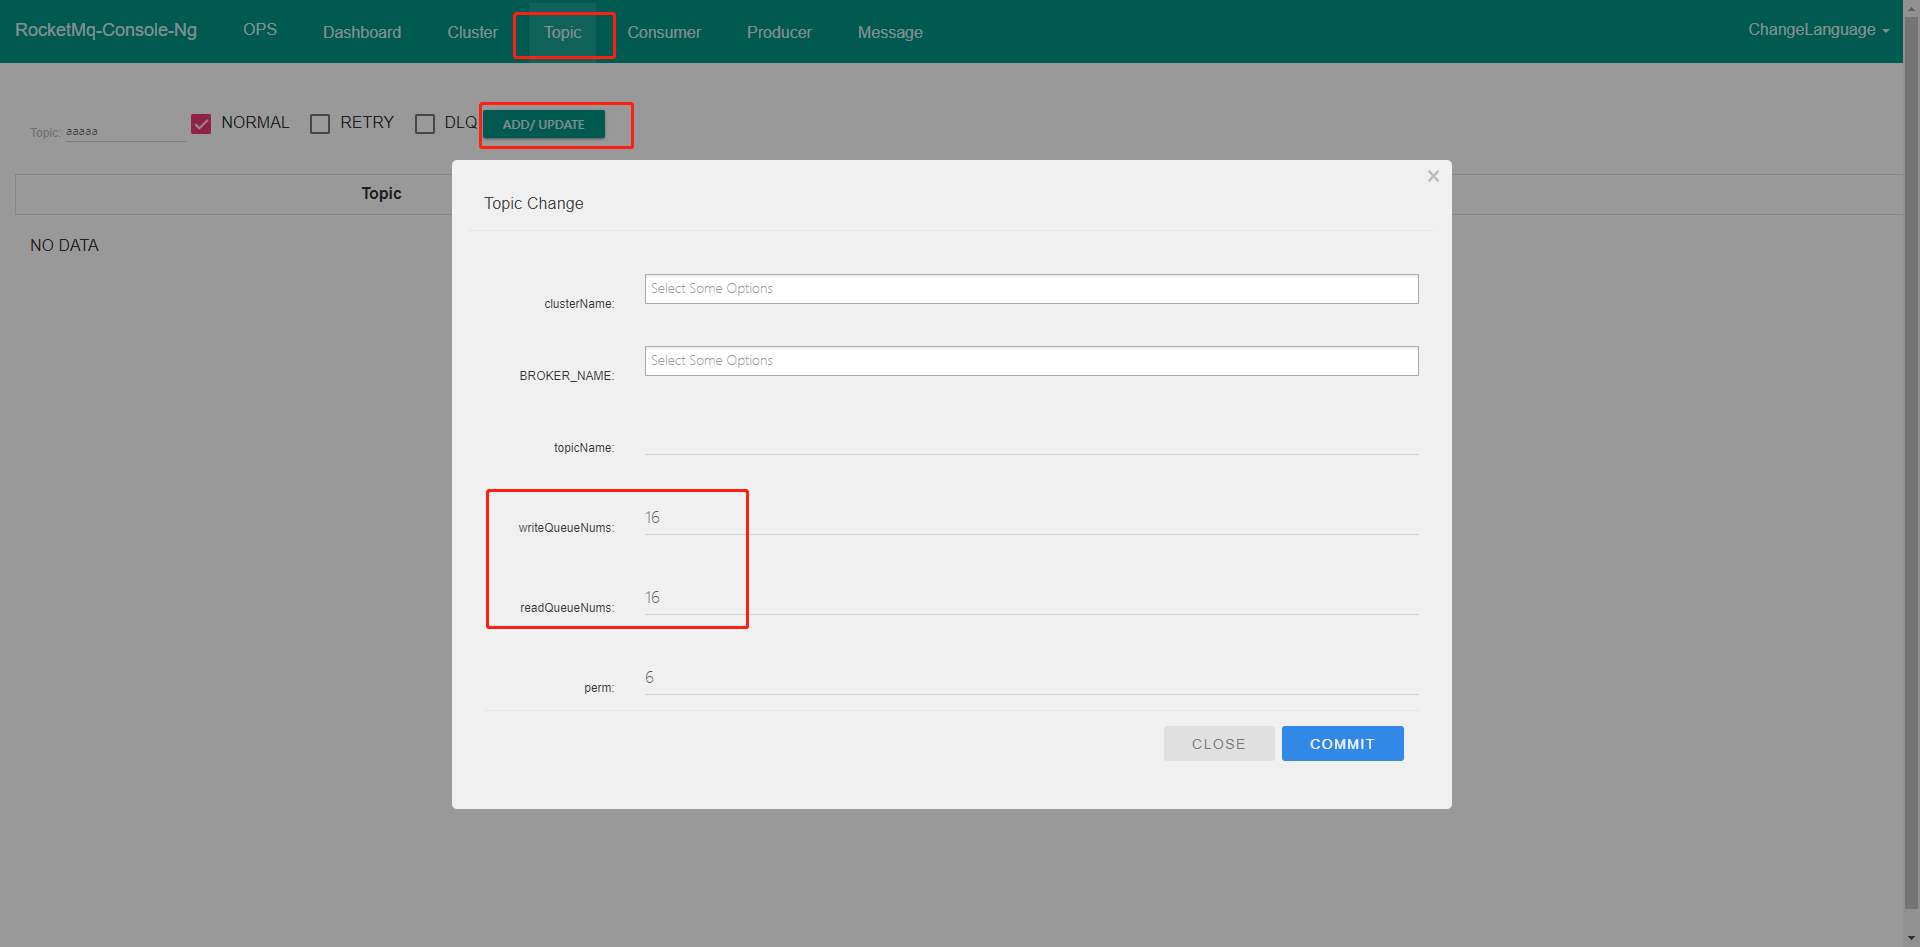 RocketMq-Console-Ng OPS Dashboard Cluster Topic Consumer Producer Message ChangeLanguage
Topic: aaaaa NORMAL RETRY DLQ ADD/ UPDATE
Topic
NO DATA
×
Topic Change
clusterName: Select Some Options
BROKER_NAME: Select Some Options
topicName:
writeQueueNums: 16
readQueueNums: 16
perm: 6
CLOSE COMMIT